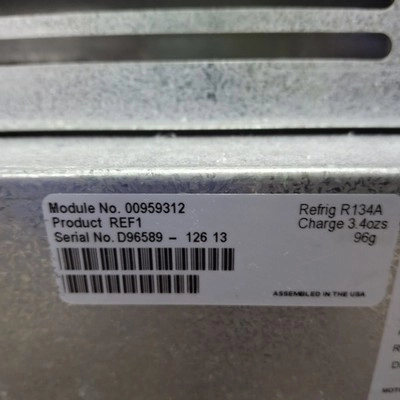 Module No. 00959312
Product REF1
Serial No. D96589 - 126 13
Refrig R134A
Charge 3.4ozs
96g
ASSEMBLED IN THE USA